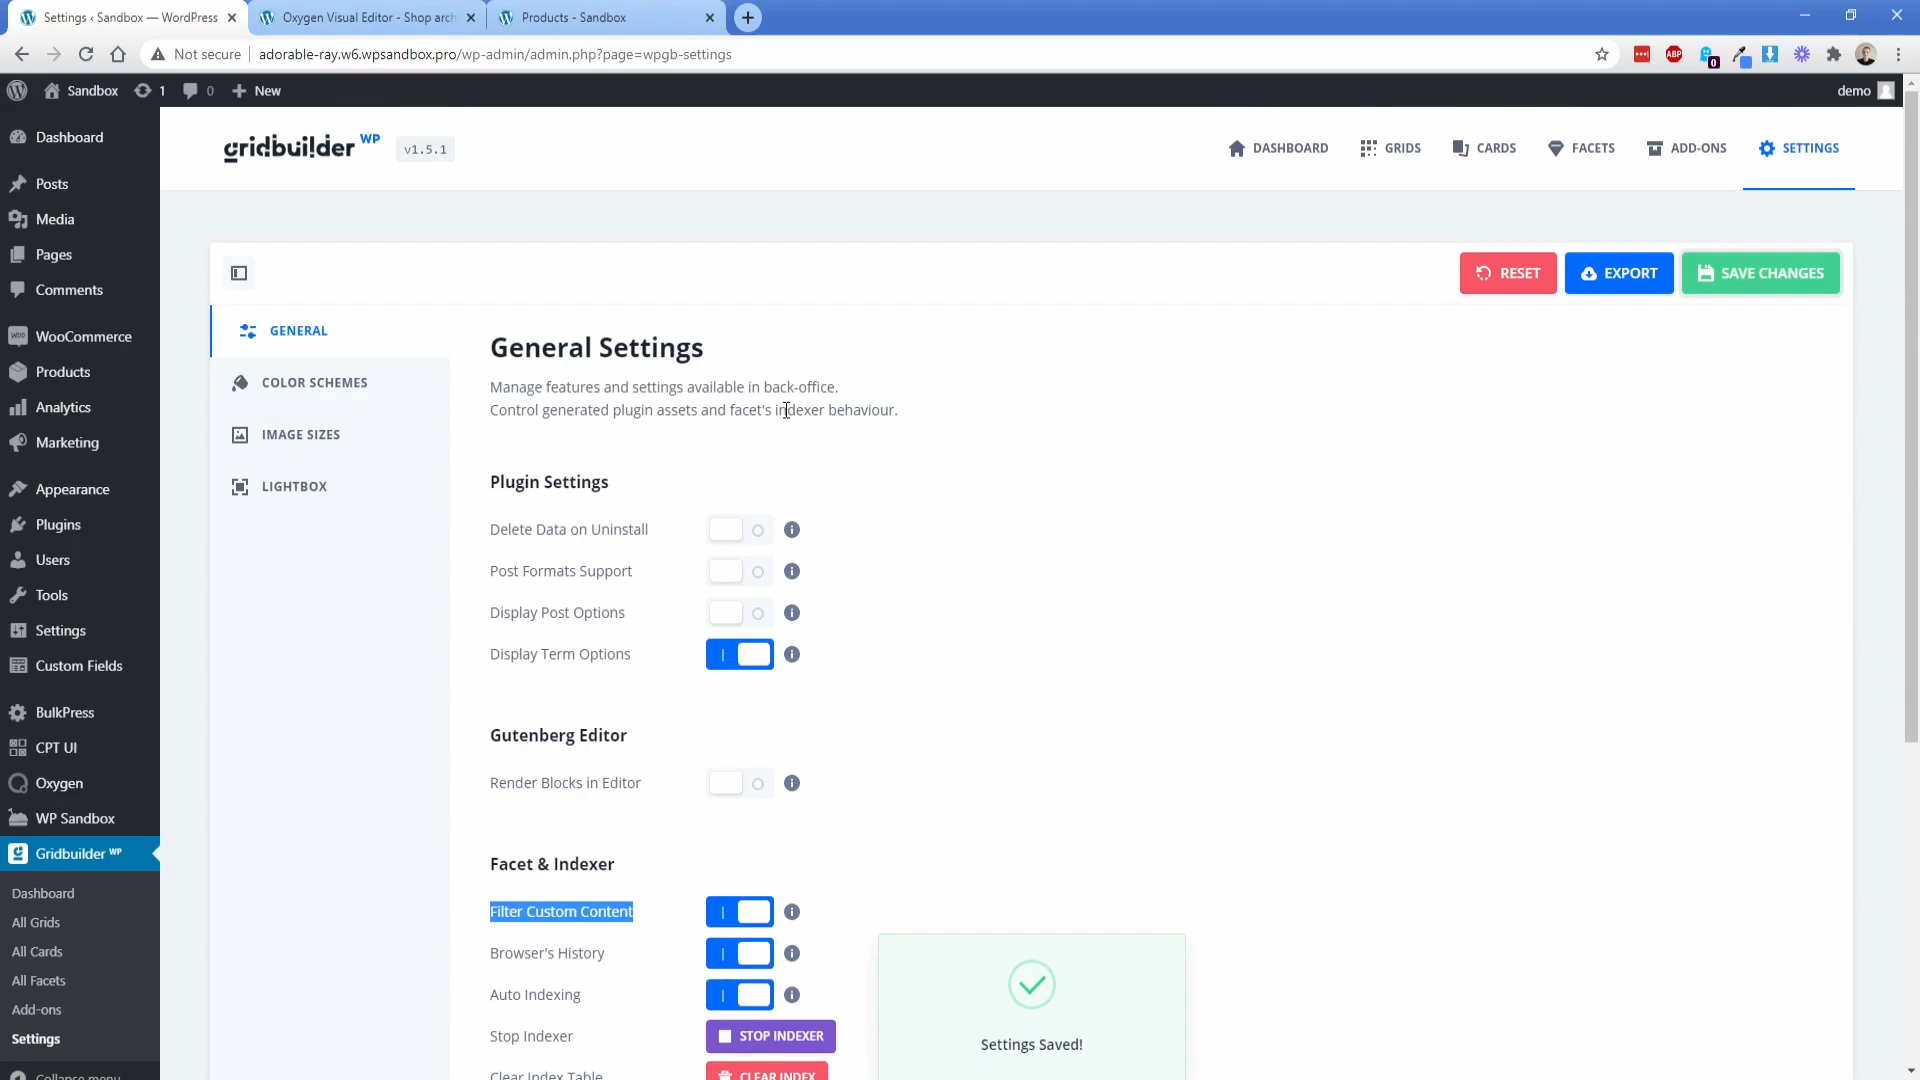 Settings ‹ Sandbox — WordPress
Oxygen Visual Editor - Shop arch
Products - Sandbox
Not secure
adorable-ray.w6.wpsandbox.pro/wp-admin/admin.php?page=wpgb-settings
ABP
0
Sandbox
1
0
New
demo
Dashboard
Posts
Media
Pages
Comments
WooCommerce
Products
Analytics
Marketing
Appearance
Plugins
Users
Tools
Settings
Custom Fields
BulkPress
CPT UI
Oxygen
WP Sandbox
Gridbuilder WP
Dashboard
All Grids
All Cards
All Facets
Add-ons
Settings
Collapse menu
gridbuilder WP
v1.5.1
DASHBOARD
GRIDS
CARDS
FACETS
ADD-ONS
SETTINGS
RESET
EXPORT
SAVE CHANGES
GENERAL
COLOR SCHEMES
IMAGE SIZES
LIGHTBOX
General Settings
Manage features and settings available in back-office.
Control generated plugin assets and facet's indexer behaviour.
Plugin Settings
Delete Data on Uninstall
Post Formats Support
Display Post Options
Display Term Options
Gutenberg Editor
Render Blocks in Editor
Facet & Indexer
Filter Custom Content
Browser's History
Auto Indexing
Stop Indexer
STOP INDEXER
Clear Index Table
CLEAR INDEX
Settings Saved!